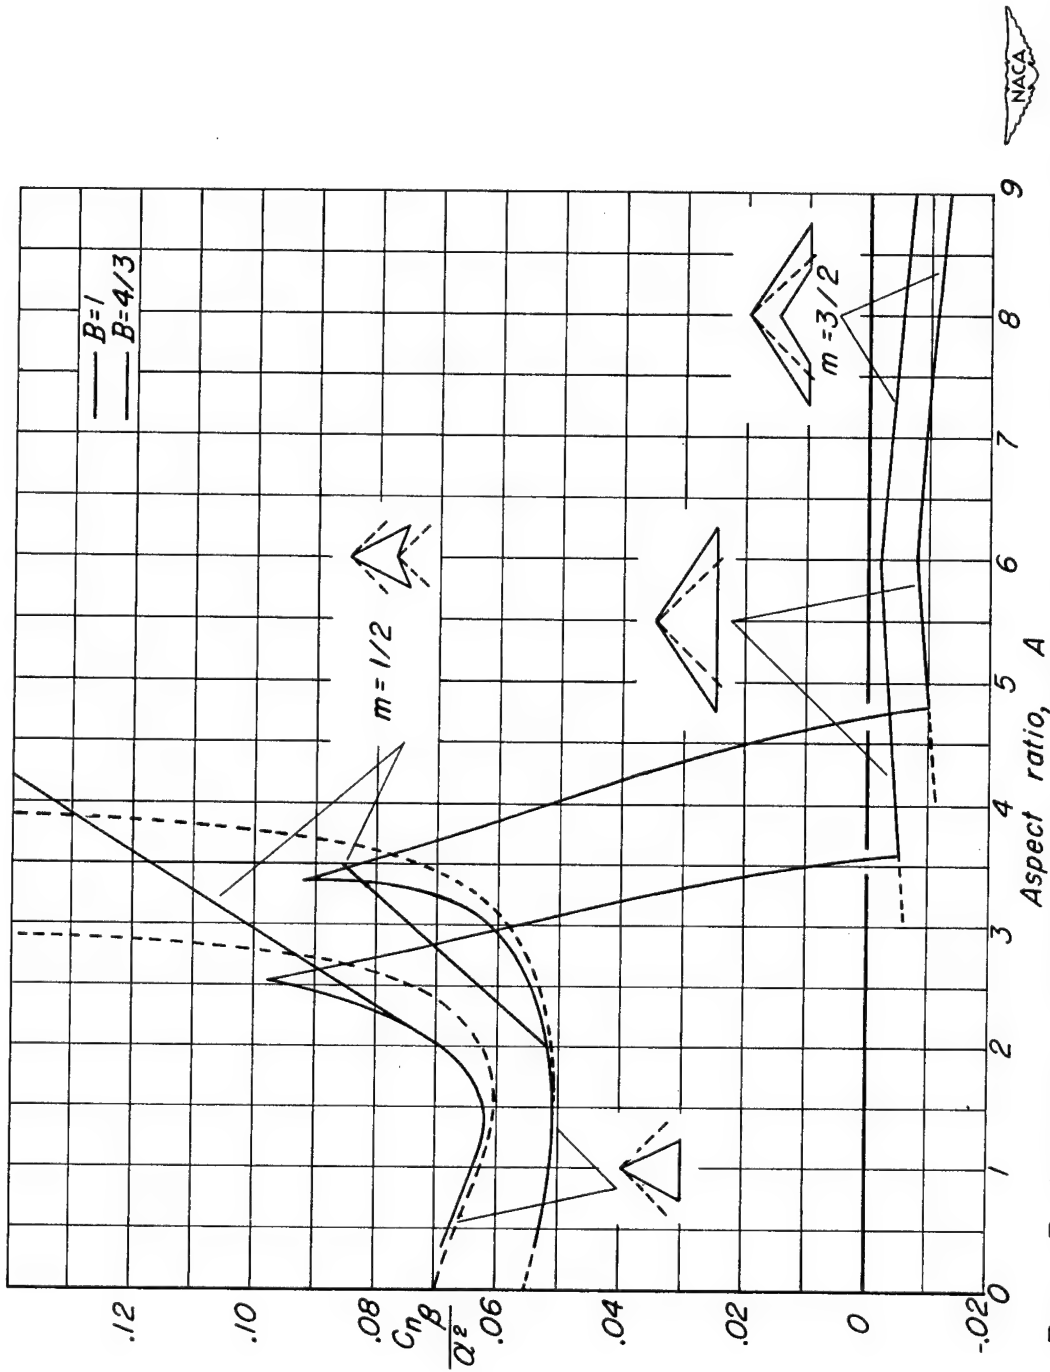 B=1
B=4/3
m = 1/2
m = 3/2
.12
.10
.08
.06
.04
.02
0
-.02
Cnβ
α²
0
1
2
3
4
5
6
7
8
9
Aspect ratio, A
NACA